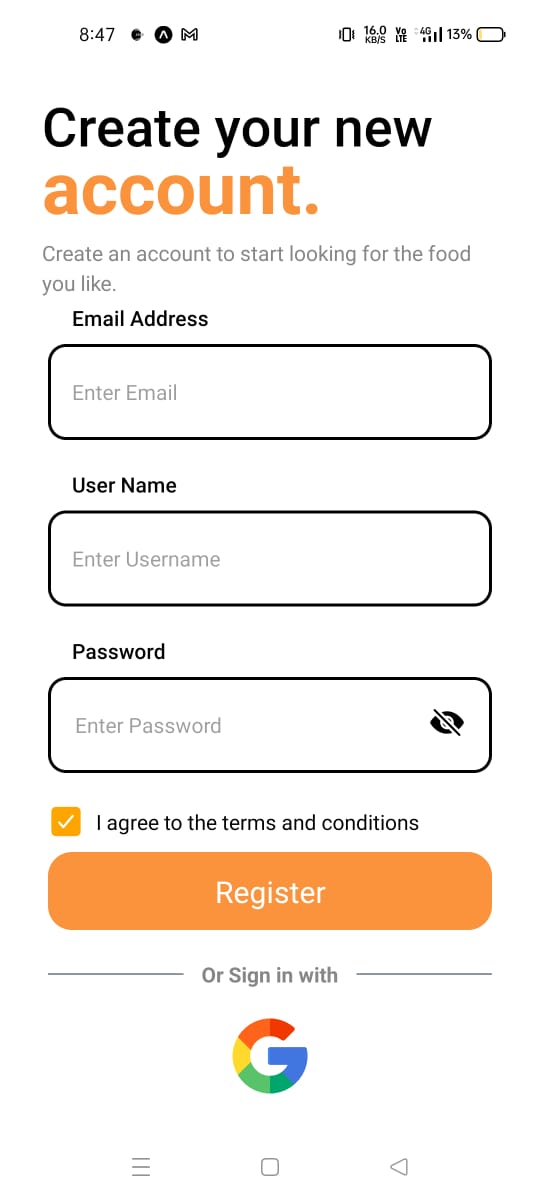 8:47 16.0 KB/S Vo LTE 4G 13%
Create your new
account.
Create an account to start looking for the food
you like.
Email Address
Enter Email
User Name
Enter Username
Password
Enter Password
I agree to the terms and conditions
Register
Or Sign in with